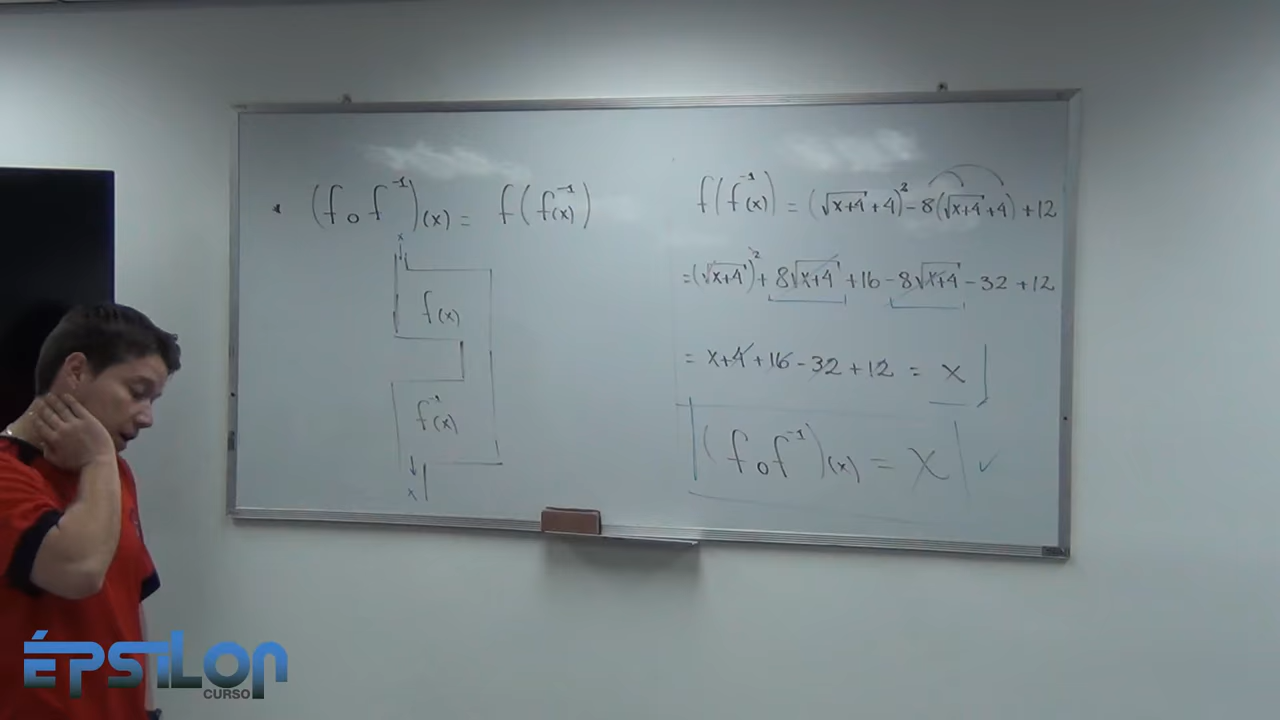 (f o f⁻¹)(x) = f(f⁻¹(x))
x
f(x)
f⁻¹(x)
x
f(f⁻¹(x)) = (√x+4 + 4)² - 8(√x+4 + 4) + 12
= (√x+4)² + 8√x+4 + 16 - 8√x+4 - 32 + 12
= x + 4 + 16 - 32 + 12 = x
(f o f⁻¹)(x) = x ✓
ÉPSILON
CURSO